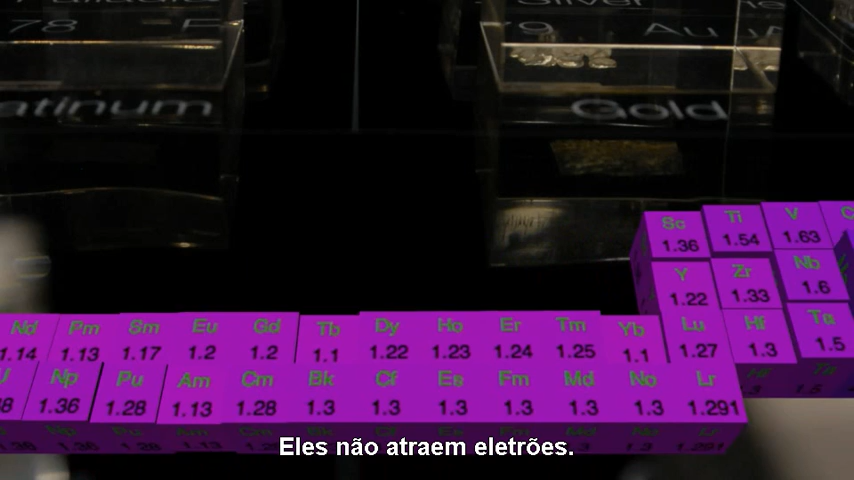 78
79 Au
atinum Gold
Sc Ti V
1.36 1.54 1.63
Y Zr Nb
1.22 1.33 1.6
Nd Pm Sm Eu Gd Tb Dy Ho Er Tm Yb Lu Hf Ta
1.14 1.13 1.17 1.2 1.2 1.1 1.22 1.23 1.24 1.25 1.1 1.27 1.3 1.5
Np Pu Am Cm Bk Cf Es Fm Md No Lr
1.36 1.28 1.13 1.28 1.3 1.3 1.3 1.3 1.3 1.3 1.291
Eles não atraem eletrões.